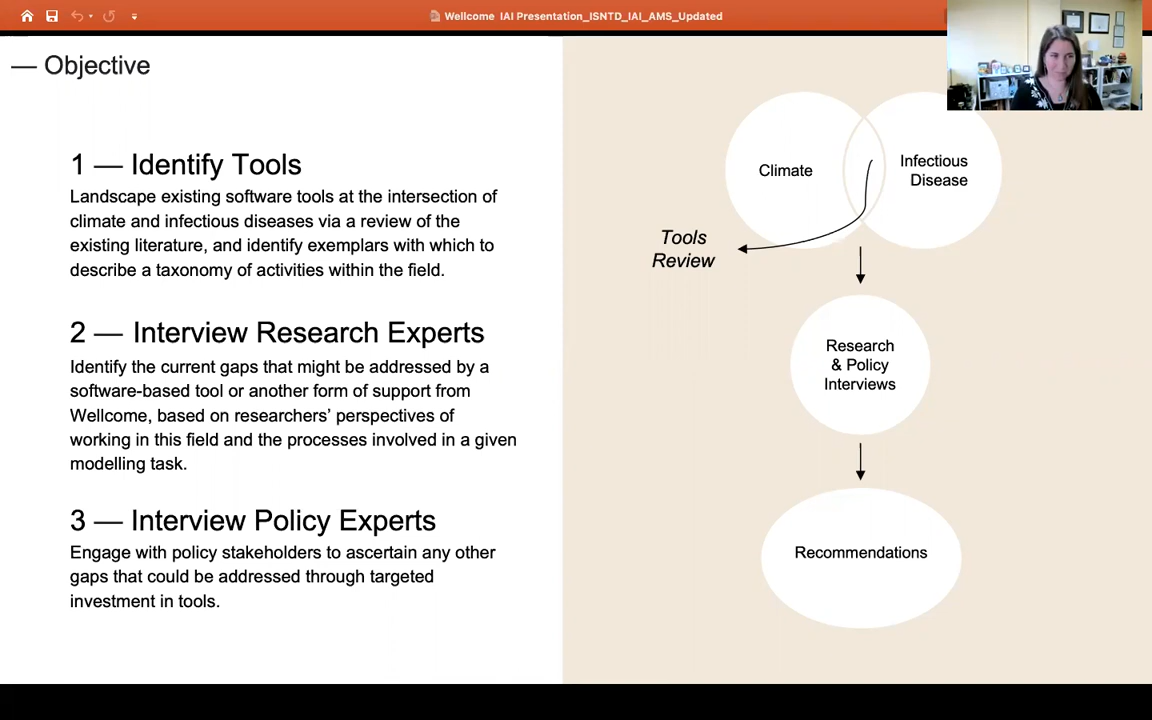 Wellcome IAI Presentation_ISNTD_IAI_AMS_Updated
— Objective
1 — Identify Tools
Landscape existing software tools at the intersection of
climate and infectious diseases via a review of the
existing literature, and identify exemplars with which to
describe a taxonomy of activities within the field.
2 — Interview Research Experts
Identify the current gaps that might be addressed by a
software-based tool or another form of support from
Wellcome, based on researchers’ perspectives of
working in this field and the processes involved in a given
modelling task.
3 — Interview Policy Experts
Engage with policy stakeholders to ascertain any other
gaps that could be addressed through targeted
investment in tools.
Climate
Infectious
Disease
Tools
Review
Research
& Policy
Interviews
Recommendations